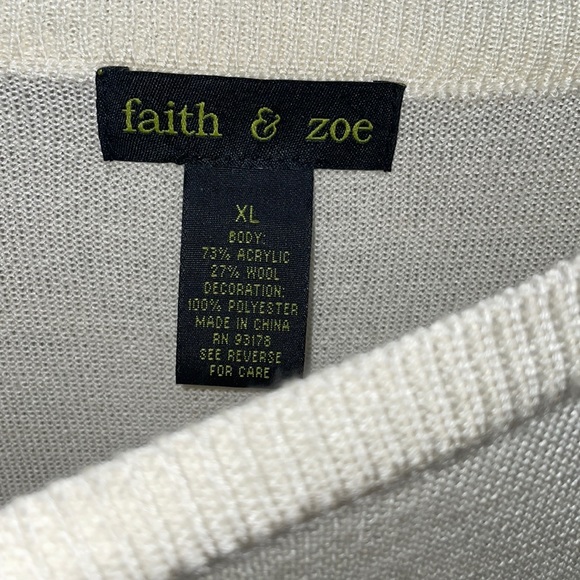 faith & zoe
XL
BODY:
73% ACRYLIC
27% WOOL
DECORATION:
100% POLYESTER
MADE IN CHINA
RN 93178
SEE REVERSE
FOR CARE